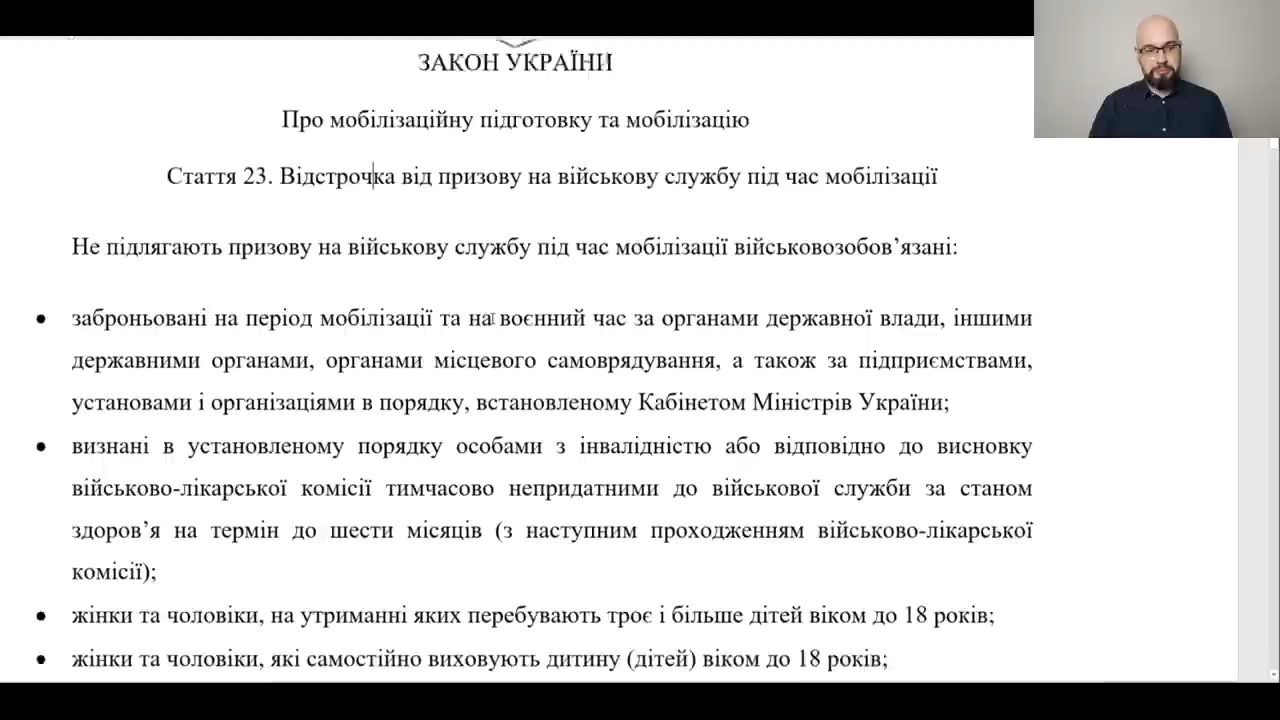 ЗАКОН УКРАЇНИ
Про мобілізаційну підготовку та мобілізацію
Стаття 23. Відстрочка від призову на військову службу під час мобілізації
Не підлягають призову на військову службу під час мобілізації військовозобов’язані:
• заброньовані на період мобілізації та на воєнний час за органами державної влади, іншими
державними органами, органами місцевого самоврядування, а також за підприємствами,
установами і організаціями в порядку, встановленому Кабінетом Міністрів України;
• визнані в установленому порядку особами з інвалідністю або відповідно до висновку
військово-лікарської комісії тимчасово непридатними до військової служби за станом
здоров’я на термін до шести місяців (з наступним проходженням військово-лікарської
комісії);
• жінки та чоловіки, на утриманні яких перебувають троє і більше дітей віком до 18 років;
• жінки та чоловіки, які самостійно виховують дитину (дітей) віком до 18 років;